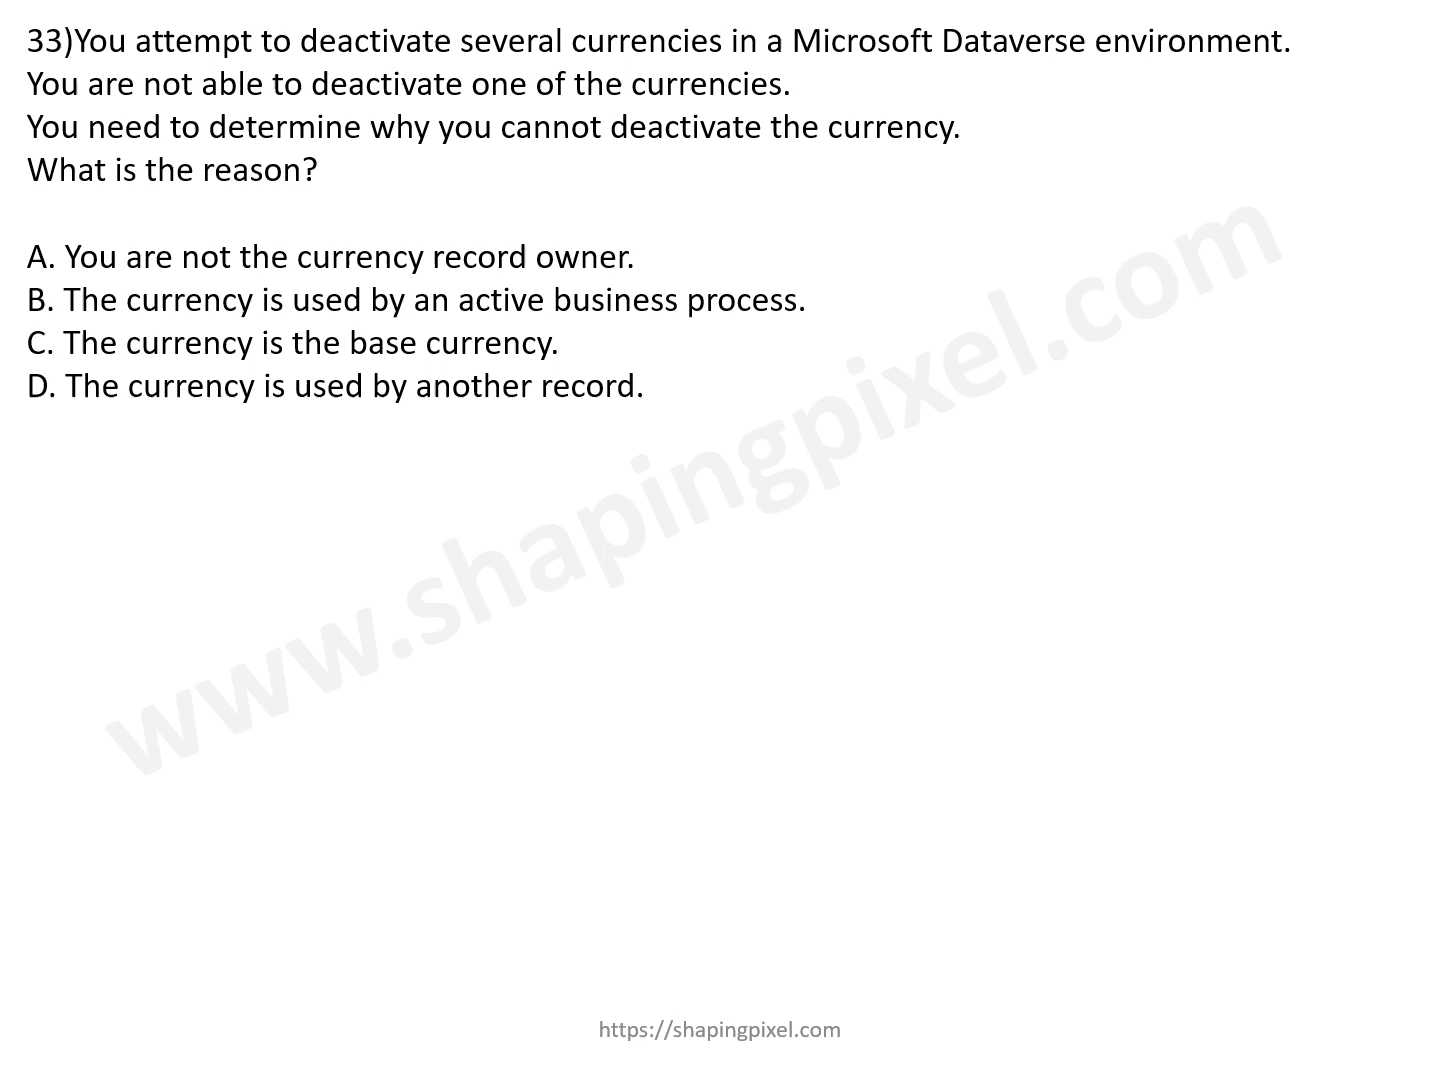 33)You attempt to deactivate several currencies in a Microsoft Dataverse environment.
You are not able to deactivate one of the currencies.
You need to determine why you cannot deactivate the currency.
What is the reason?
A. You are not the currency record owner.
B. The currency is used by an active business process.
C. The currency is the base currency.
D. The currency is used by another record.
www.shapingpixel.com
https://shapingpixel.com